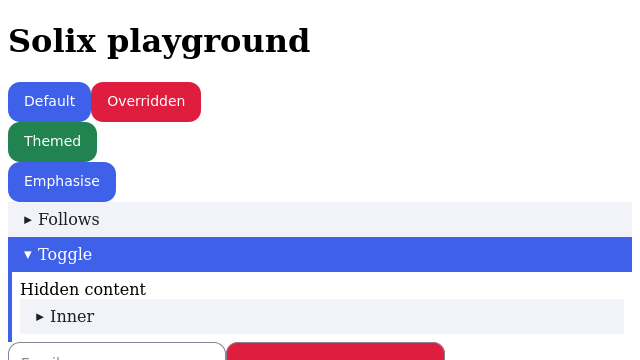 Solix playground
Default Overridden
Themed
Emphasise
▸ Follows
▾ Toggle
Hidden content
▸ Inner